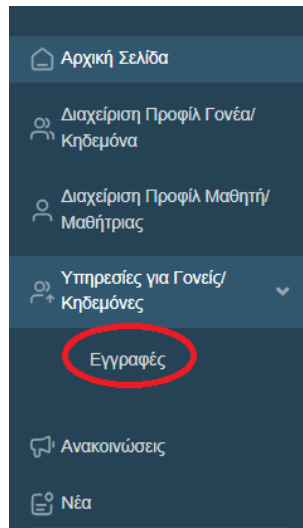 Αρχική Σελίδα
Διαχείριση Προφίλ Γονέα/
Κηδεμόνα
Διαχείριση Προφίλ Μαθητή/
Μαθήτριας
Υπηρεσίες για Γονείς/
Κηδεμόνες
Εγγραφές
Ανακοινώσεις
Νέα